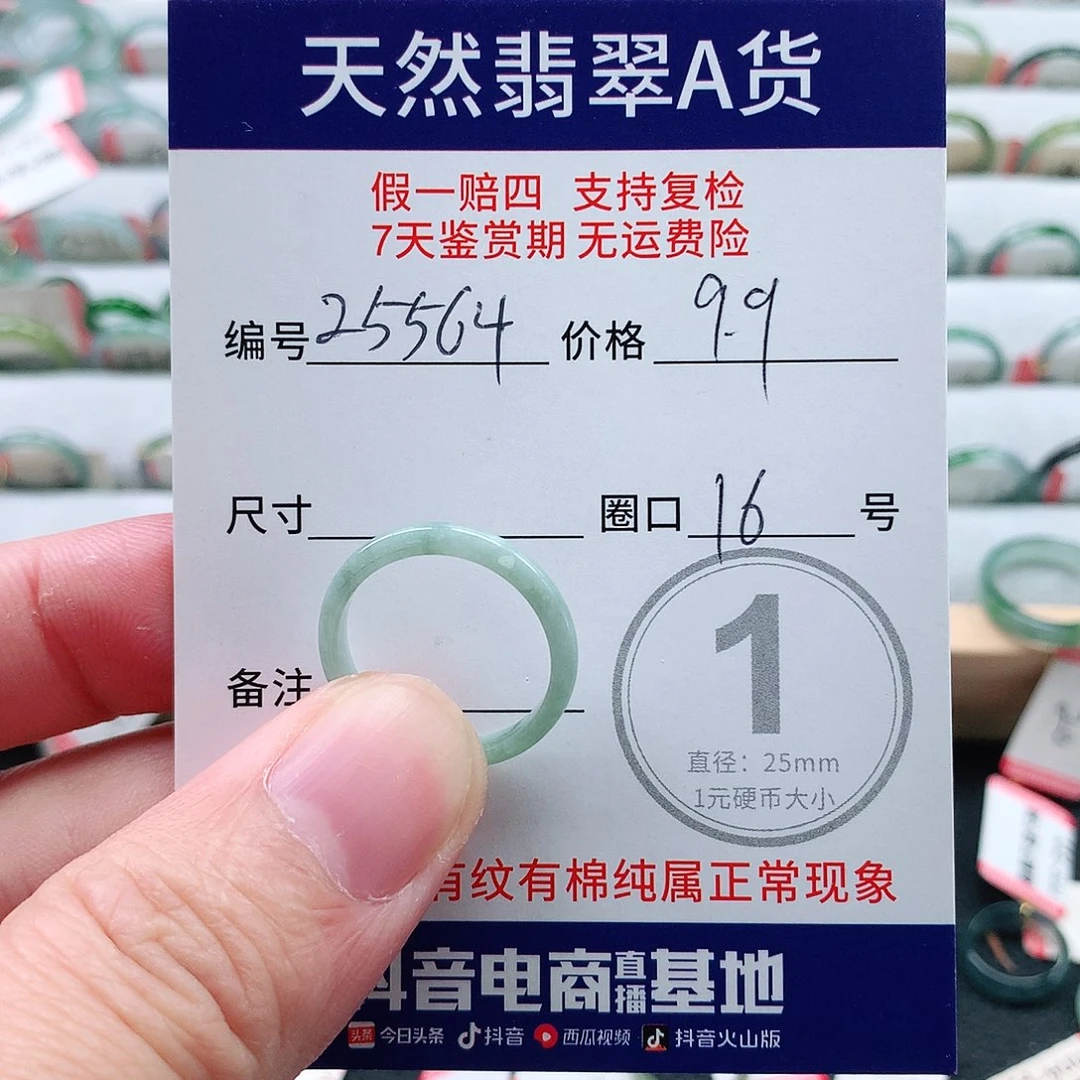 天然翡翠A货
假一赔四 支持复检
7天鉴赏期 无运费险
编号 25564 价格 9.9
尺寸 圈口 16 号
备注
1
直径：25mm
1元硬币大小
有纹有棉纯属正常现象
抖音电商直播基地
头条 今日头条 抖音 西瓜视频 抖音火山版